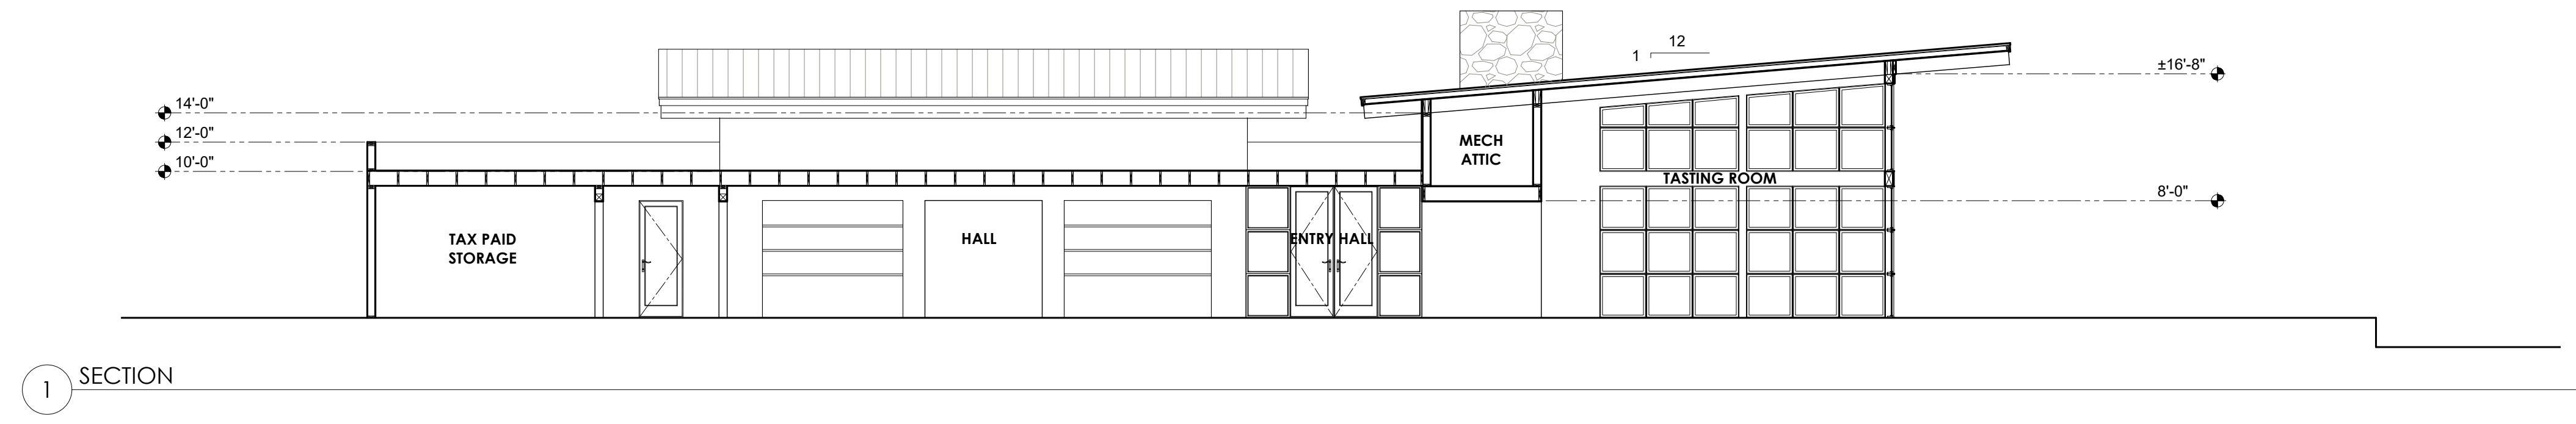 12
1
±16'-8"
14'-0"
12'-0"
10'-0"
MECH
ATTIC
TASTING ROOM
8'-0"
TAX PAID
STORAGE
HALL
ENTRY HALL
1 SECTION